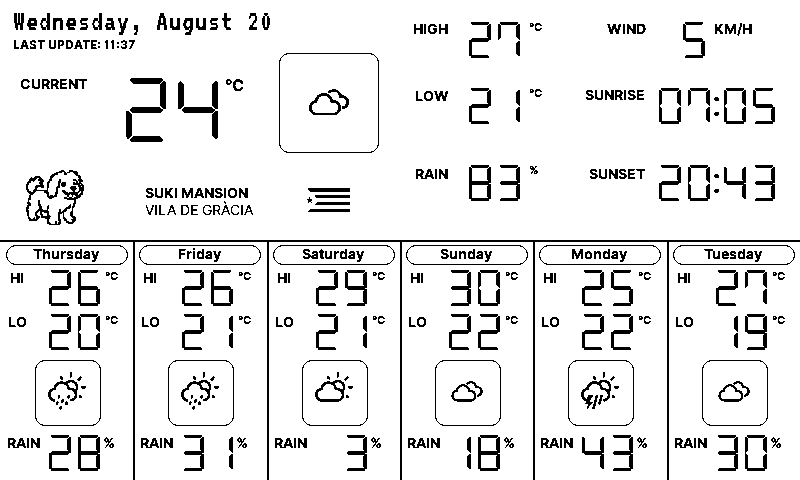 Wednesday, August 20
LAST UPDATE: 11:37
CURRENT 24 °C
SUKI MANSION
VILA DE GRÀCIA
HIGH 27 °C
LOW 21 °C
RAIN 83 %
WIND 5 KM/H
SUNRISE 07:05
SUNSET 20:43
Thursday
HI 26 °C
LO 20 °C
RAIN 28 %
Friday
HI 26 °C
LO 21 °C
RAIN 31 %
Saturday
HI 29 °C
LO 21 °C
RAIN 3 %
Sunday
HI 30 °C
LO 22 °C
RAIN 18 %
Monday
HI 25 °C
LO 22 °C
RAIN 43 %
Tuesday
HI 27 °C
LO 19 °C
RAIN 30 %